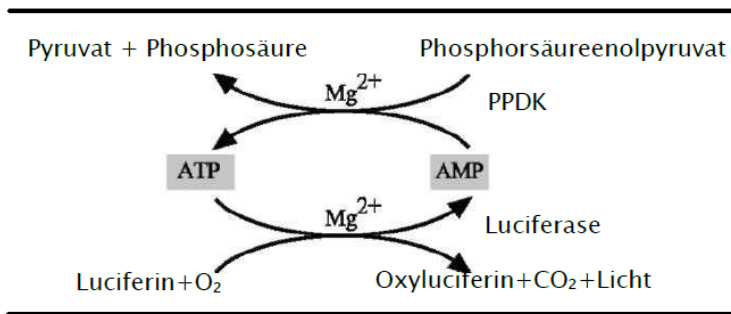 Pyruvat + Phosphosäure Phosphorsäureenolpyruvat
Mg²⁺
PPDK
ATP AMP
Mg²⁺
Luciferase
Luciferin+O₂ Oxyluciferin+CO₂+Licht